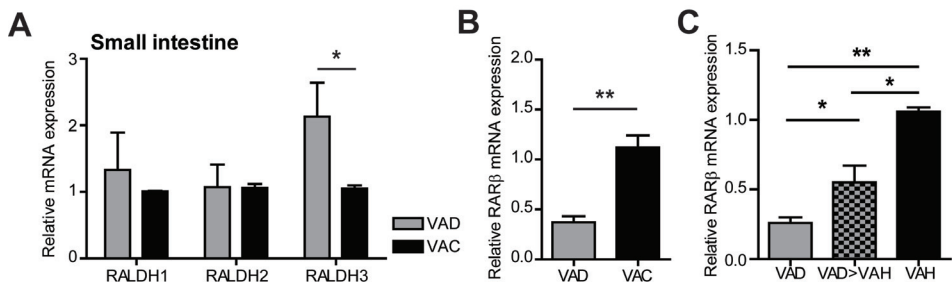 A
Small intestine
Relative mRNA expression
3
2
1
0
*
RALDH1 RALDH2 RALDH3
VAD
VAC
B
Relative RARβ mRNA expression
2.0
1.5
1.0
0.5
0.0
**
VAD VAC
C
Relative RARβ mRNA expression
1.5
1.0
0.5
0.0
**
*
*
VAD VAD>VAH VAH